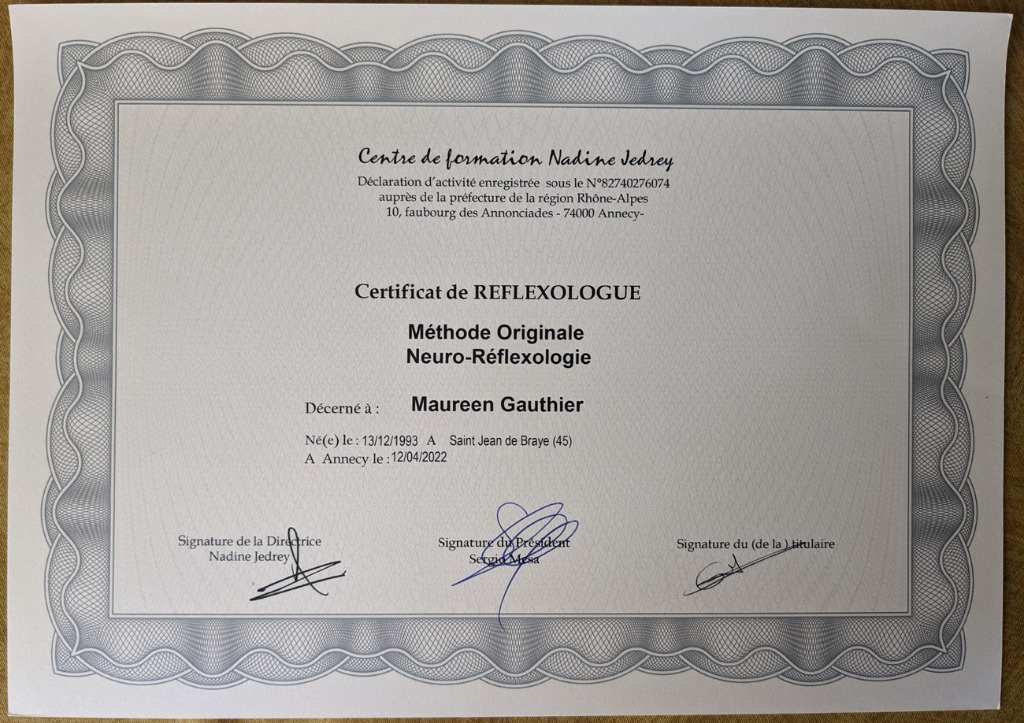 Centre de formation Nadine Jedrey
Déclaration d'activité enregistrée sous le N°82740276074
auprès de la préfecture de la région Rhône-Alpes
10, faubourg des Annonciades - 74000 Annecy-
Certificat de REFLEXOLOGUE
Méthode Originale
Neuro-Réflexologie
Décerné à : Maureen Gauthier
Né(e) le : 13/12/1993 A Saint Jean de Braye (45)
A Annecy le : 12/04/2022
Signature de la Directrice
Nadine Jedrey
Signature du Président
Sergio Mesa
Signature du (de la ) titulaire